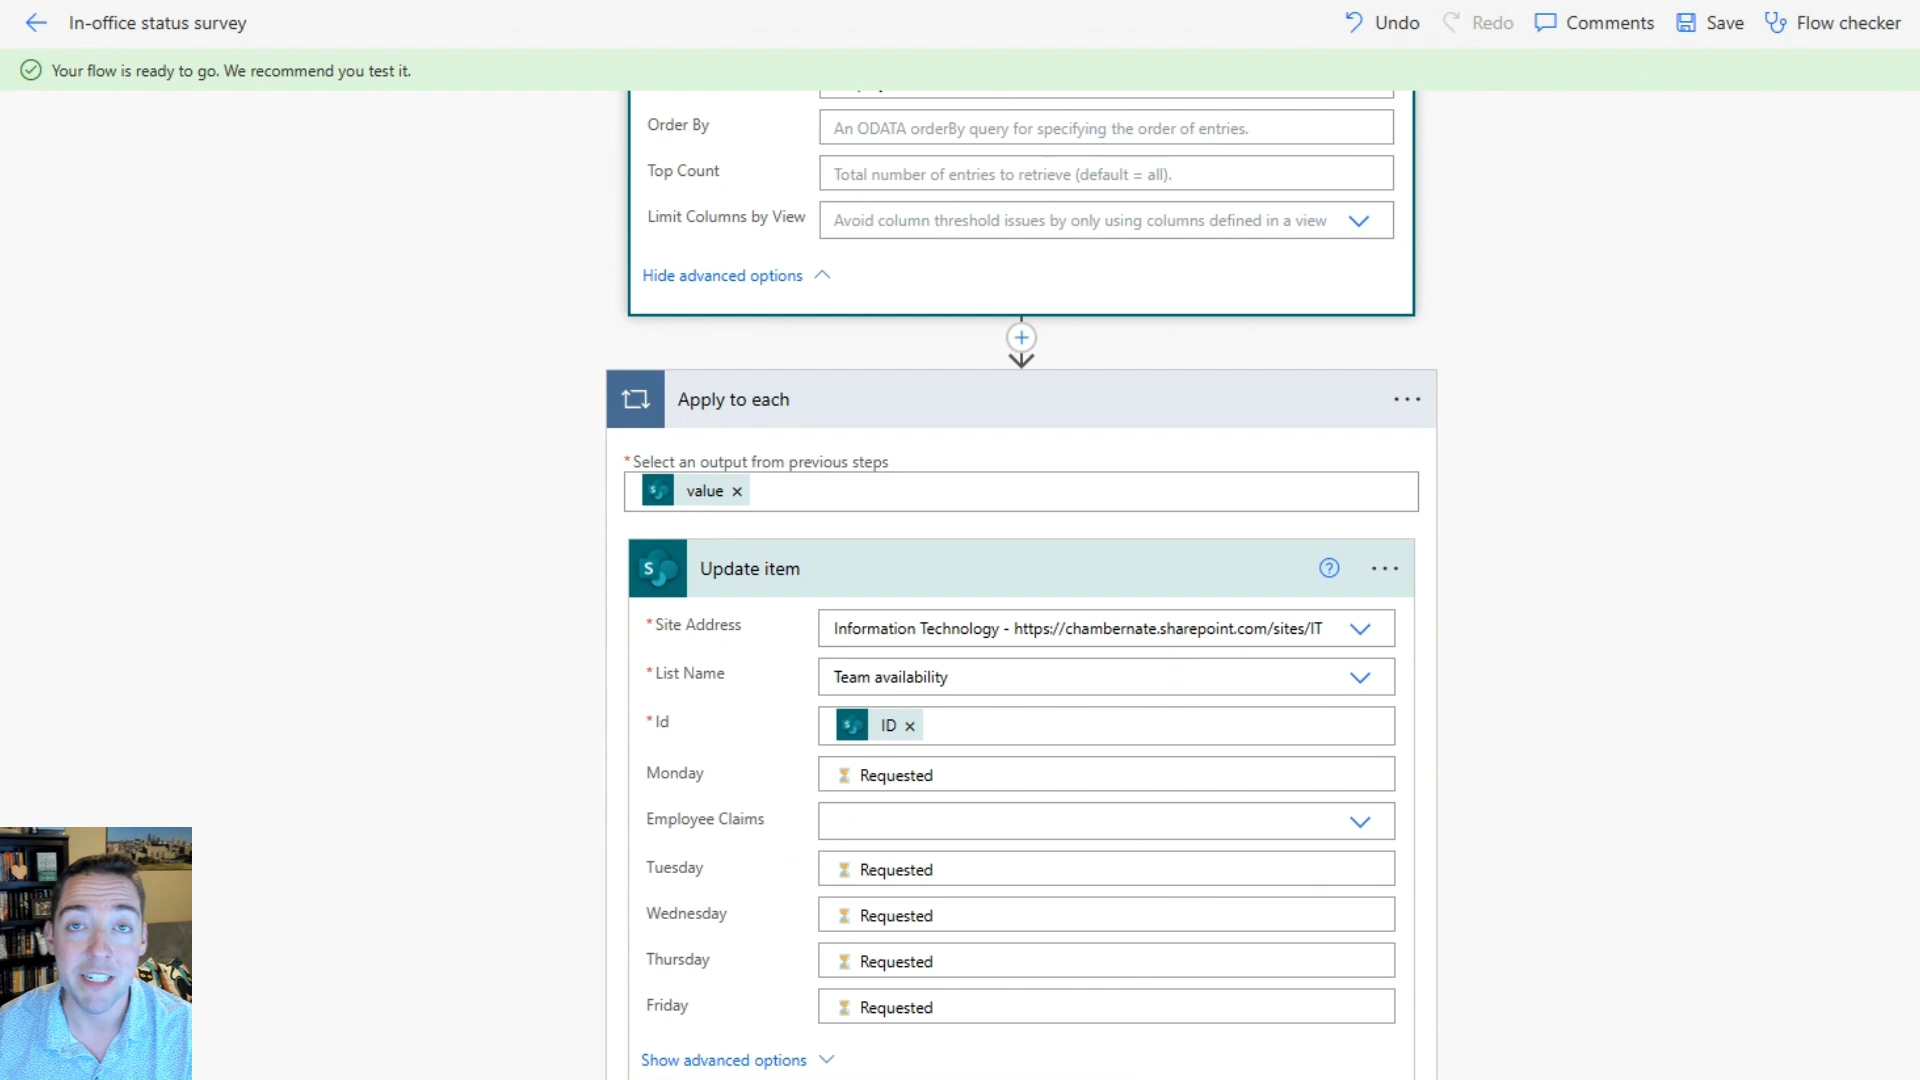 In-office status survey
Undo
Redo
Comments
Save
Flow checker
Your flow is ready to go. We recommend you test it.
Order By
An ODATA orderBy query for specifying the order of entries.
Top Count
Total number of entries to retrieve (default = all).
Limit Columns by View
Avoid column threshold issues by only using columns defined in a view
Hide advanced options
Apply to each
* Select an output from previous steps
value
Update item
* Site Address
Information Technology - https://chambernate.sharepoint.com/sites/IT
* List Name
Team availability
* Id
ID
Monday
⌛ Requested
Employee Claims
Tuesday
⌛ Requested
Wednesday
⌛ Requested
Thursday
⌛ Requested
Friday
⌛ Requested
Show advanced options